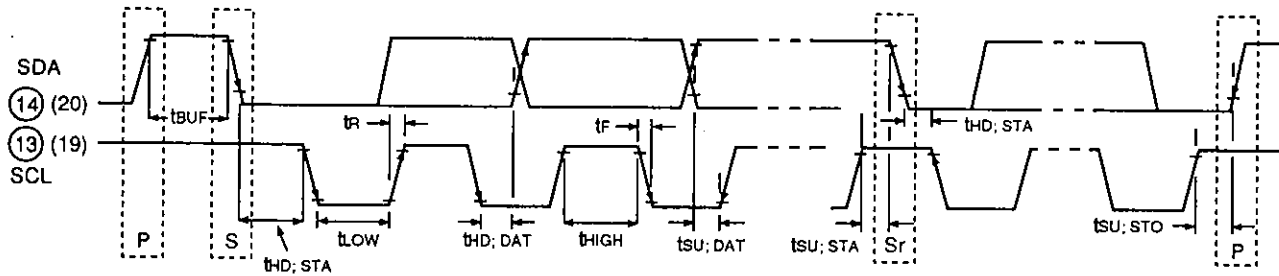 SDA
14 (20)
tBUF
tR
tF
tHD; STA
13 (19)
SCL
P
S
tHD; STA
tLOW
tHD; DAT
tHIGH
tSU; DAT
tSU; STA
Sr
tSU; STO
P